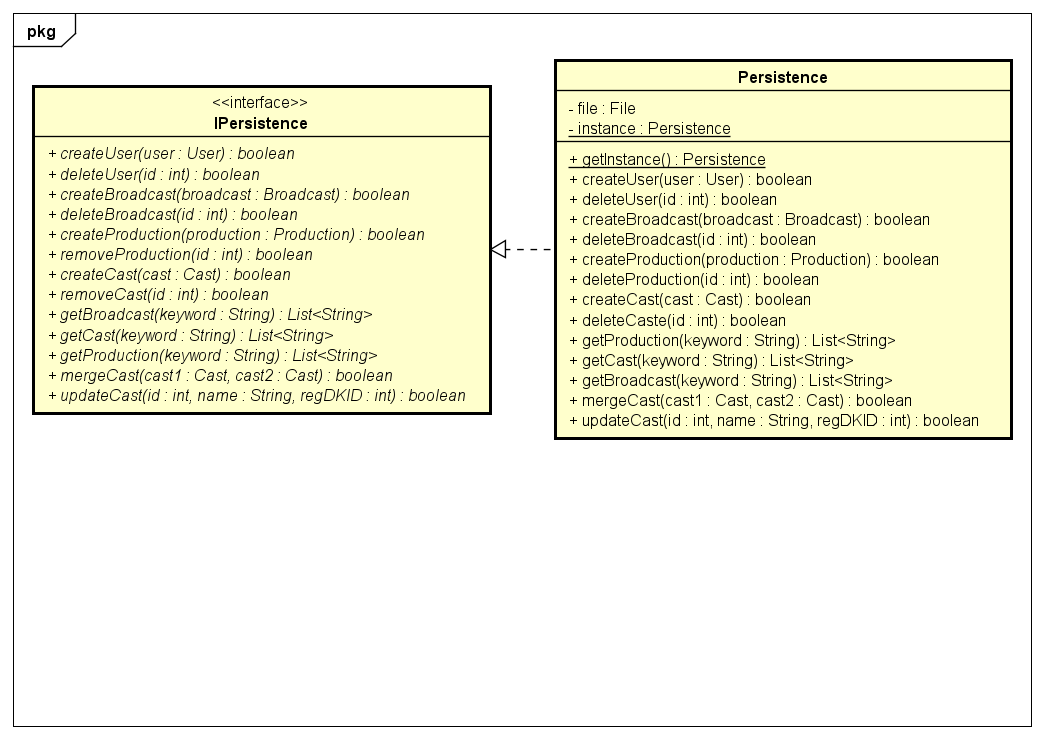 pkg
<<interface>>
IPersistence
+ createUser(user : User) : boolean
+ deleteUser(id : int) : boolean
+ createBroadcast(broadcast : Broadcast) : boolean
+ deleteBroadcast(id : int) : boolean
+ createProduction(production : Production) : boolean
+ removeProduction(id : int) : boolean
+ createCast(cast : Cast) : boolean
+ removeCast(id : int) : boolean
+ getBroadcast(keyword : String) : List<String>
+ getCast(keyword : String) : List<String>
+ getProduction(keyword : String) : List<String>
+ mergeCast(cast1 : Cast, cast2 : Cast) : boolean
+ updateCast(id : int, name : String, regDKID : int) : boolean
Persistence
- file : File
- instance : Persistence
+ getInstance() : Persistence
+ createUser(user : User) : boolean
+ deleteUser(id : int) : boolean
+ createBroadcast(broadcast : Broadcast) : boolean
+ deleteBroadcast(id : int) : boolean
+ createProduction(production : Production) : boolean
+ deleteProduction(id : int) : boolean
+ createCast(cast : Cast) : boolean
+ deleteCaste(id : int) : boolean
+ getProduction(keyword : String) : List<String>
+ getCast(keyword : String) : List<String>
+ getBroadcast(keyword : String) : List<String>
+ mergeCast(cast1 : Cast, cast2 : Cast) : boolean
+ updateCast(id : int, name : String, regDKID : int) : boolean